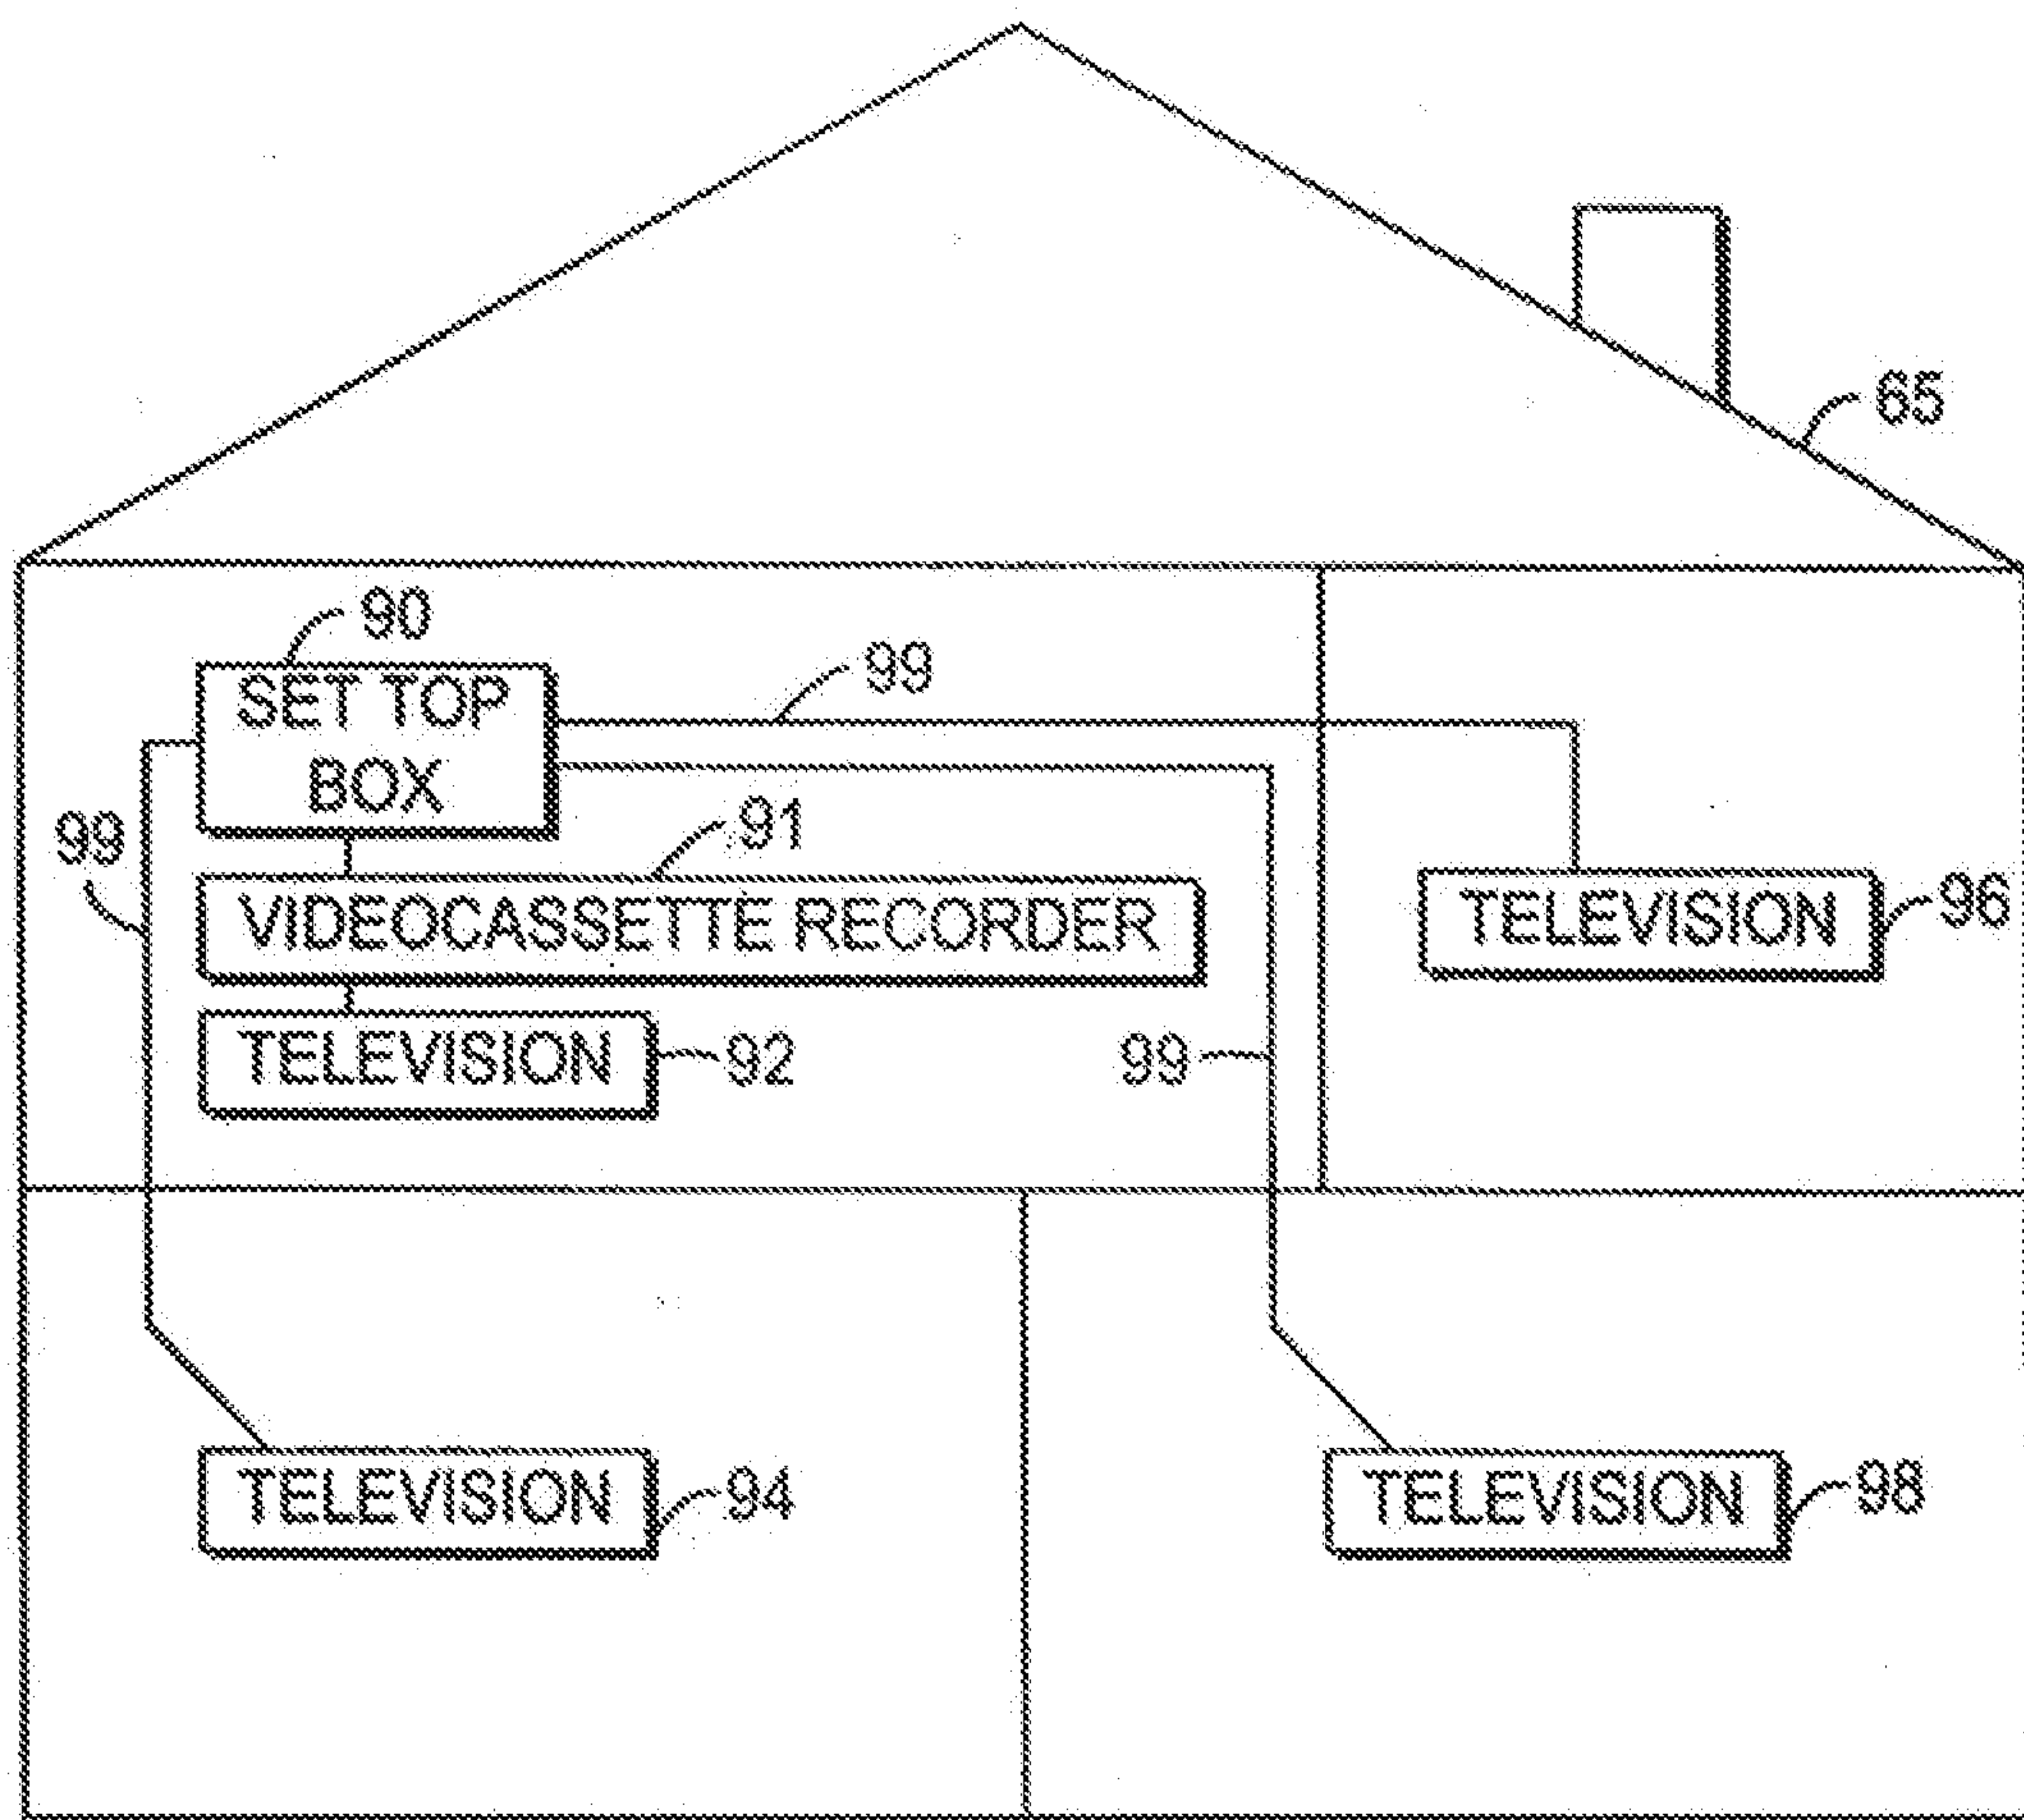 65
90
SET TOP
BOX
99
99
91
VIDEOCASSETTE RECORDER
TELEVISION
96
TELEVISION
92
99
TELEVISION
94
TELEVISION
98